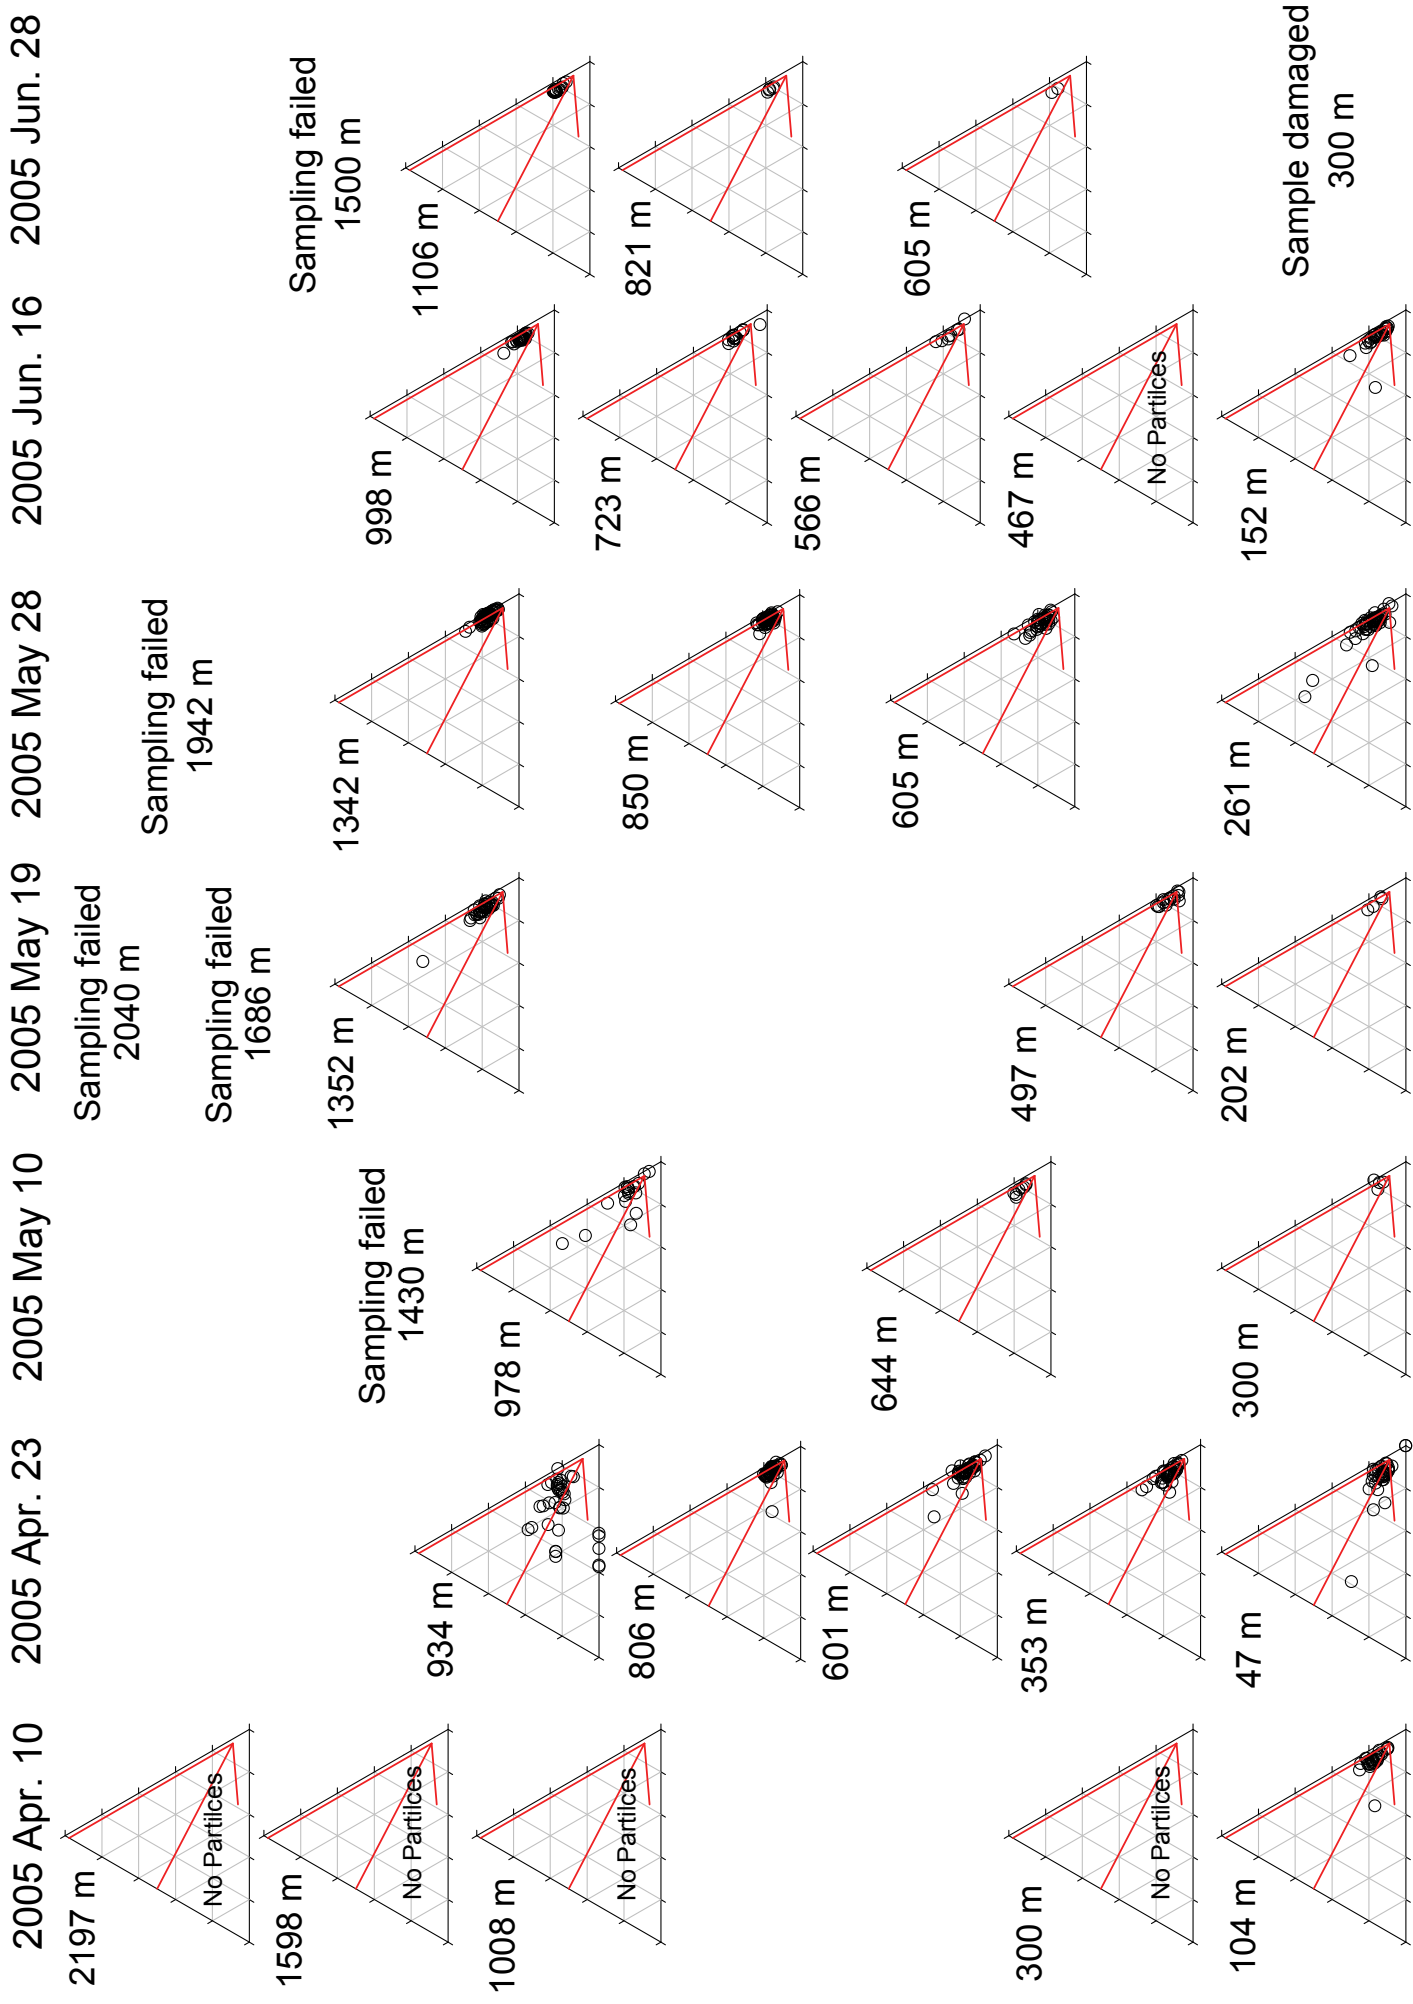 2005 Apr. 10
2197 m
No Partilces
1598 m
No Partilces
1008 m
No Partilces
300 m
No Partilces
104 m
2005 Apr. 23
934 m
806 m
601 m
353 m
47 m
2005 May 10
Sampling failed
1430 m
978 m
644 m
300 m
2005 May 19
Sampling failed
2040 m
Sampling failed
1686 m
1352 m
497 m
202 m
2005 May 28
Sampling failed
1942 m
1342 m
850 m
605 m
261 m
2005 Jun. 16
998 m
723 m
566 m
467 m
No Partilces
152 m
2005 Jun. 28
Sampling failed
1500 m
1106 m
821 m
605 m
Sample damaged
300 m